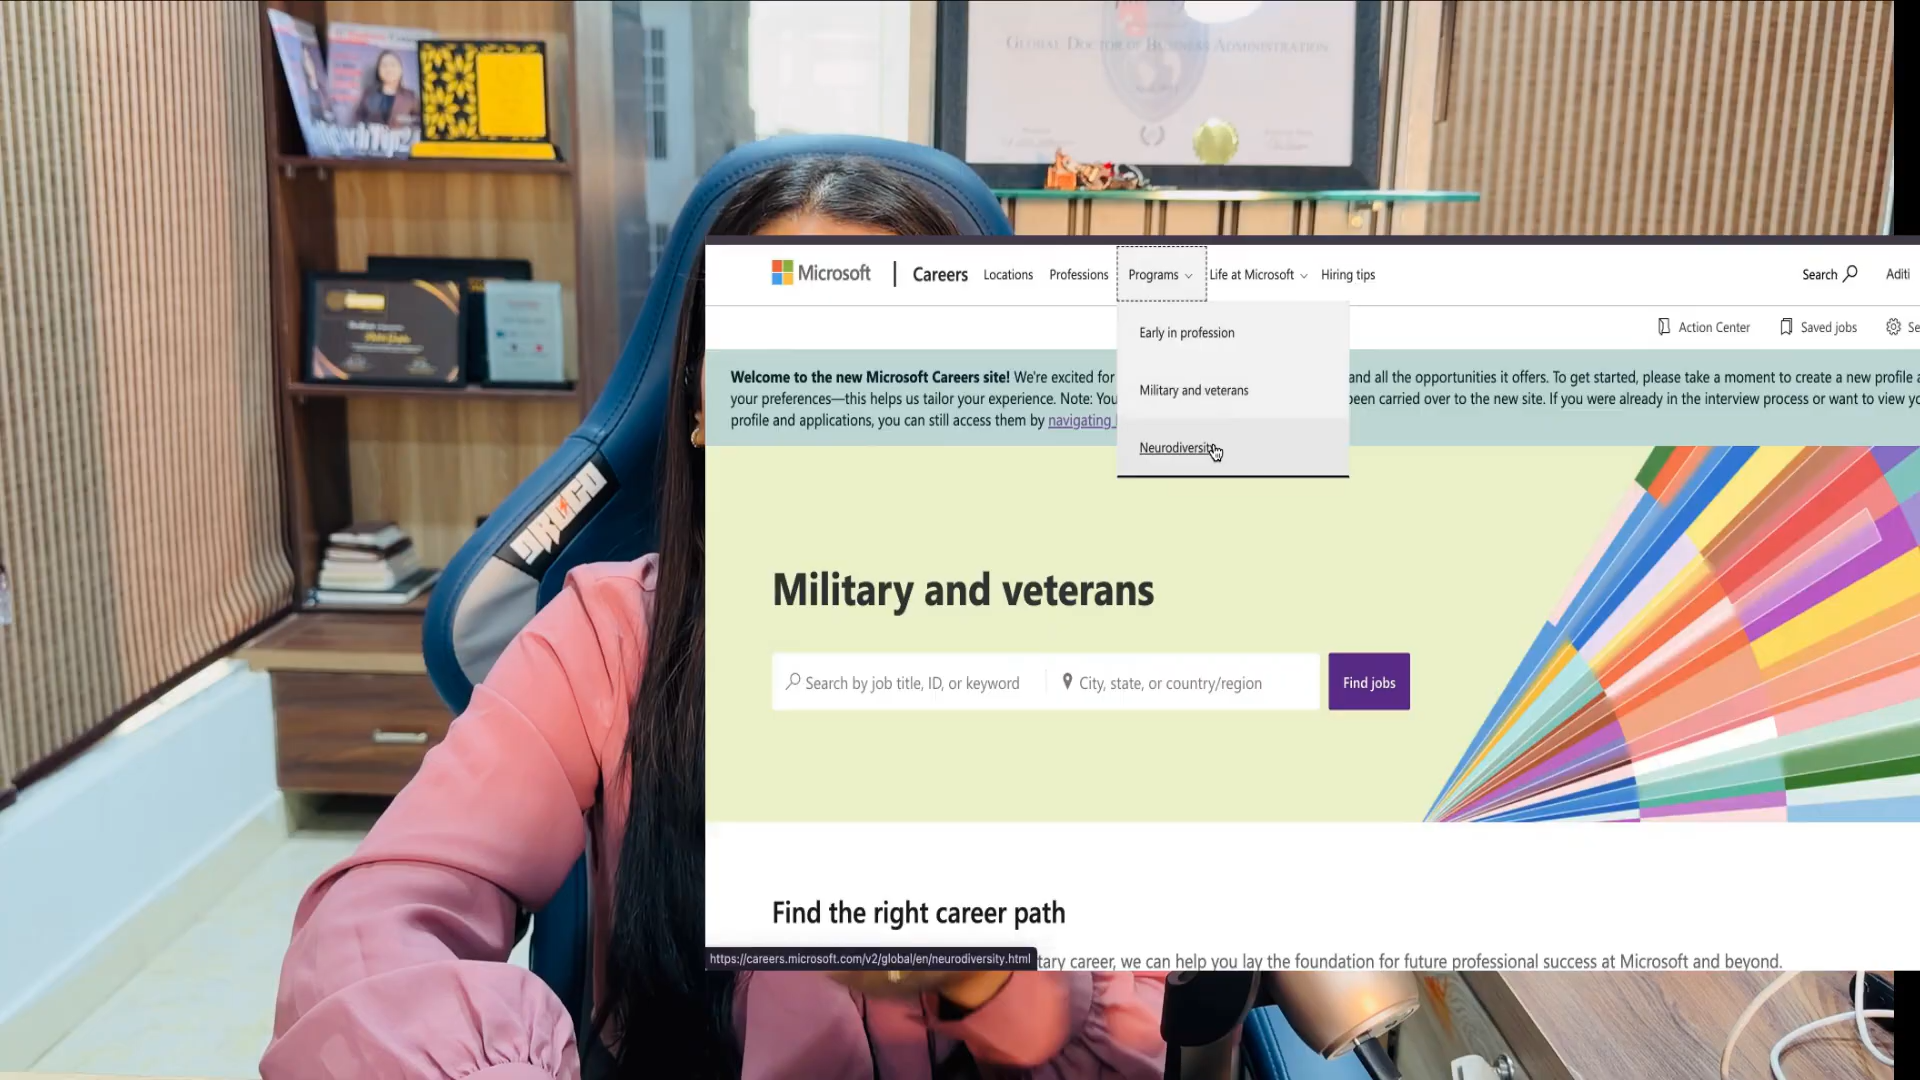 GLOBAL DOCTOR OF BUSINESS ADMINISTRATION
DROGO
Microsoft | Careers Locations Professions Programs Life at Microsoft Hiring tips Search Aditi
Early in profession
Military and veterans
Neurodiversity
Action Center Saved jobs Se
Welcome to the new Microsoft Careers site! We're excited for and all the opportunities it offers. To get started, please take a moment to create a new profile a
your preferences—this helps us tailor your experience. Note: You been carried over to the new site. If you were already in the interview process or want to view yo
profile and applications, you can still access them by navigating
Military and veterans
Search by job title, ID, or keyword City, state, or country/region Find jobs
Find the right career path
https://careers.microsoft.com/v2/global/en/neurodiversity.html tary career, we can help you lay the foundation for future professional success at Microsoft and beyond.